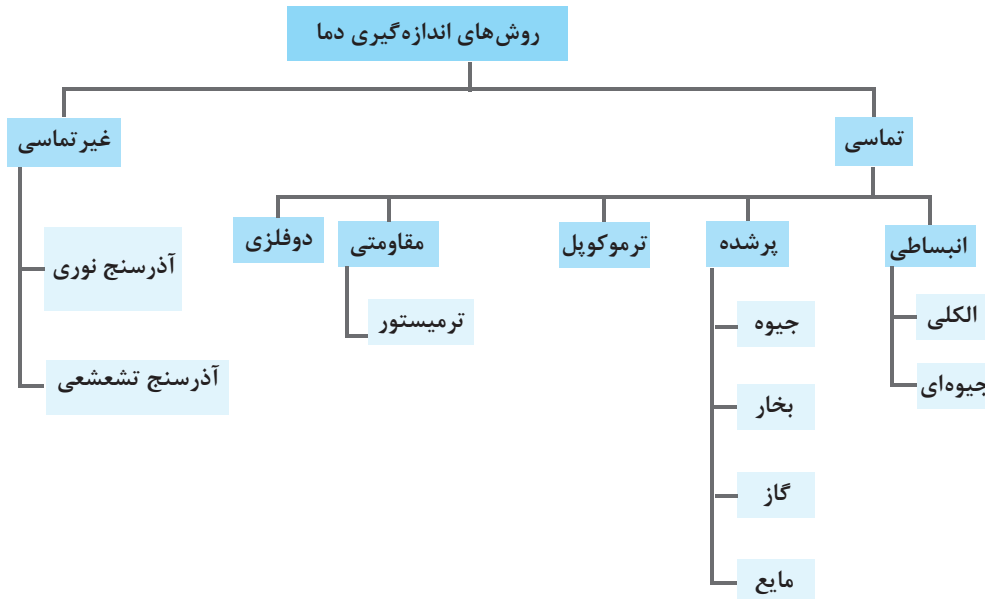 روش‌های اندازه‌گیری دما
تماسی
غیرتماسی
انبساطی
پرشده
ترموکوپل
مقاومتی
دوفلزی
الکلی
جیوه‌ای
جیوه
بخار
گاز
مایع
ترمیستور
آذرسنج نوری
آذرسنج تشعشعی